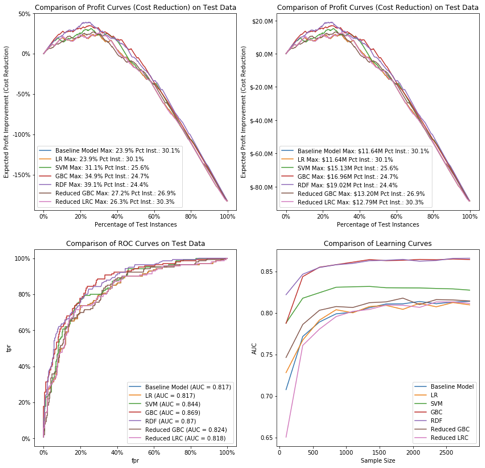 Comparison of Profit Curves (Cost Reduction) on Test Data
50%
0%
-50%
-100%
-150%
Expected Profit Improvement (Cost Reduction)
Baseline Model Max: 23.9% Pct Inst.: 30.1%
LR Max: 23.9% Pct Inst.: 30.1%
SVM Max: 31.1% Pct Inst.: 25.6%
GBC Max: 34.9% Pct Inst.: 24.7%
RDF Max: 39.1% Pct Inst.: 24.4%
Reduced GBC Max: 27.2% Pct Inst.: 26.9%
Reduced LRC Max: 26.3% Pct Inst.: 30.3%
0% 20% 40% 60% 80% 100%
Percentage of Test Instances
Comparison of Profit Curves (Cost Reduction) on Test Data
$20.0M
$0.0M
$-20.0M
$-40.0M
$-60.0M
$-80.0M
Expected Profit Improvement (Cost Reduction)
Baseline Model Max: $11.64M Pct Inst.: 30.1%
LR Max: $11.64M Pct Inst.: 30.1%
SVM Max: $15.13M Pct Inst.: 25.6%
GBC Max: $16.96M Pct Inst.: 24.7%
RDF Max: $19.02M Pct Inst.: 24.4%
Reduced GBC Max: $13.20M Pct Inst.: 26.9%
Reduced LRC Max: $12.79M Pct Inst.: 30.3%
0% 20% 40% 60% 80% 100%
Percentage of Test Instances
Comparison of ROC Curves on Test Data
100%
80%
60%
40%
20%
0%
tpr
Baseline Model (AUC = 0.817)
LR (AUC = 0.817)
SVM (AUC = 0.844)
GBC (AUC = 0.869)
RDF (AUC = 0.87)
Reduced GBC (AUC = 0.824)
Reduced LRC (AUC = 0.818)
0% 20% 40% 60% 80% 100%
fpr
Comparison of Learning Curves
0.85
0.80
0.75
0.70
0.65
AUC
Baseline Model
LR
SVM
GBC
RDF
Reduced GBC
Reduced LRC
0 500 1000 1500 2000 2500
Sample Size